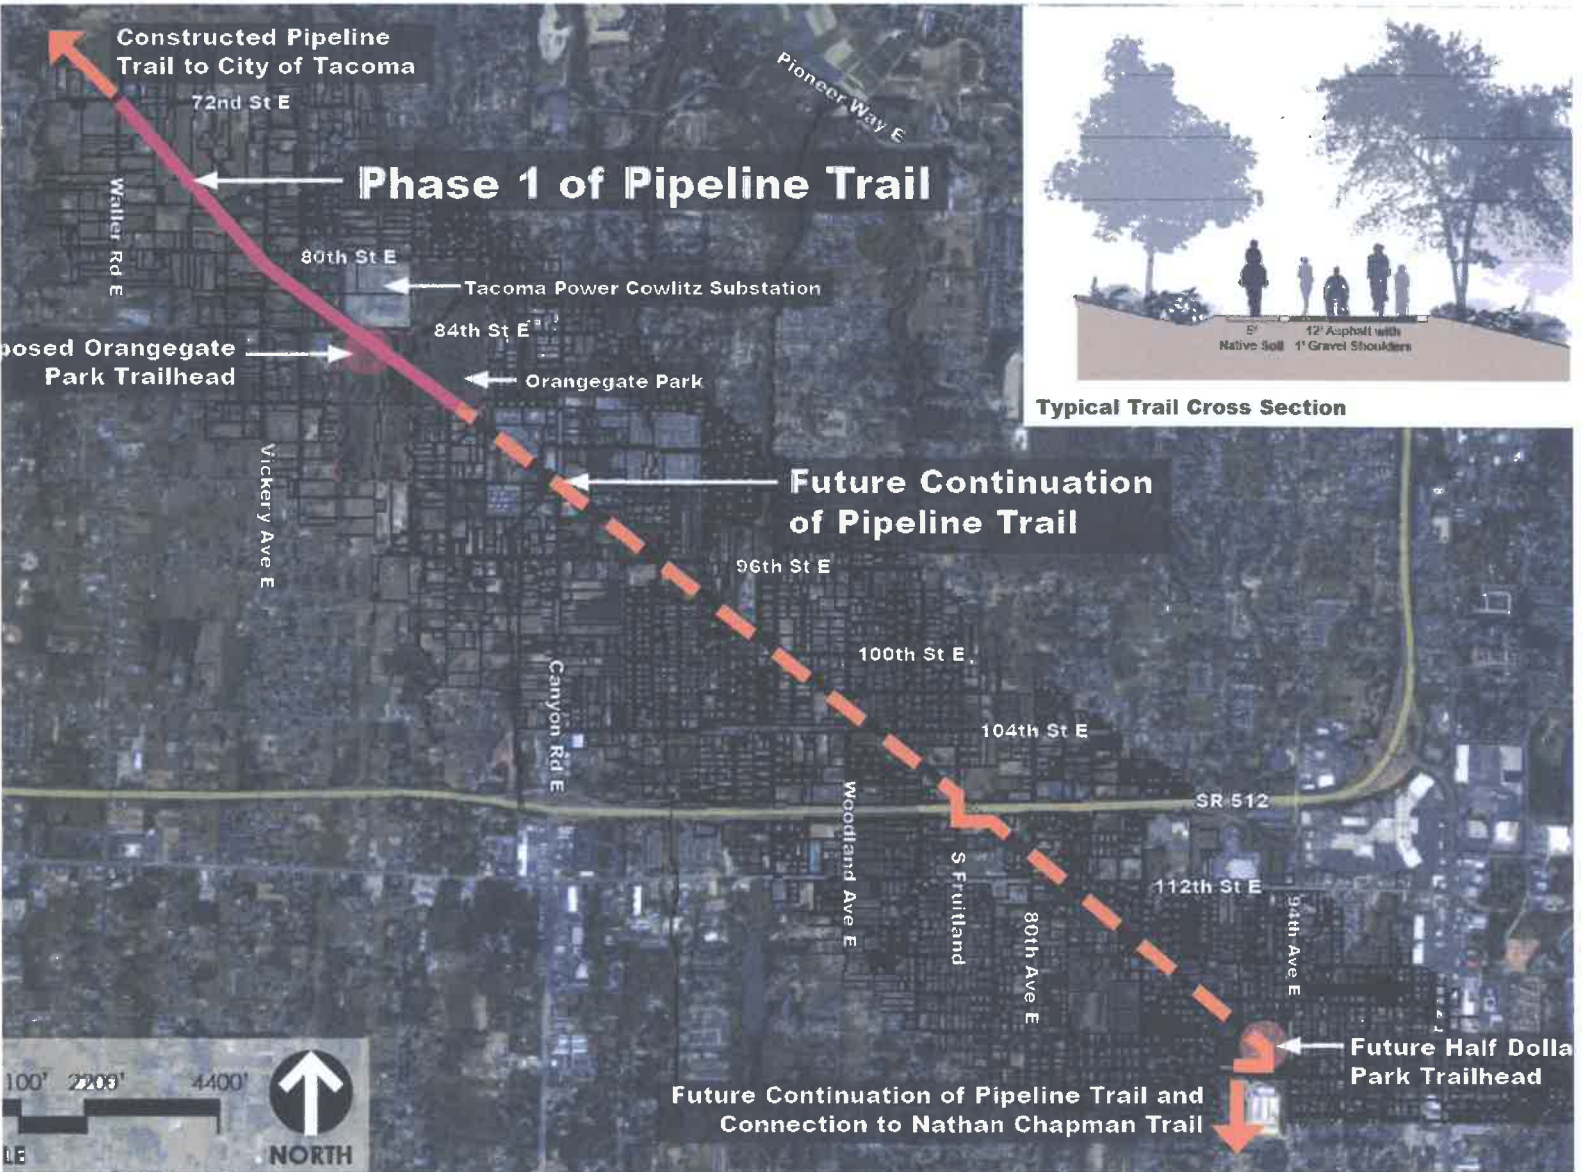 Constructed Pipeline
Trail to City of Tacoma
72nd St E
Pioneer Way E
Phase 1 of Pipeline Trail
Waller Rd E
80th St E
Tacoma Power Cowlitz Substation
84th St E
posed Orangegate
Park Trailhead
Orangegate Park
5'
Native Soil
12' Asphalt with
1' Gravel Shoulders
Typical Trail Cross Section
Vickery Ave E
Future Continuation
of Pipeline Trail
96th St E
100th St E
Canyon Rd E
104th St E
SR 512
Woodland Ave E
S Fruitland
112th St E
80th Ave E
94th Ave E
Future Half Dolla
Park Trailhead
Future Continuation of Pipeline Trail and
Connection to Nathan Chapman Trail
100' 4400'
LE
NORTH